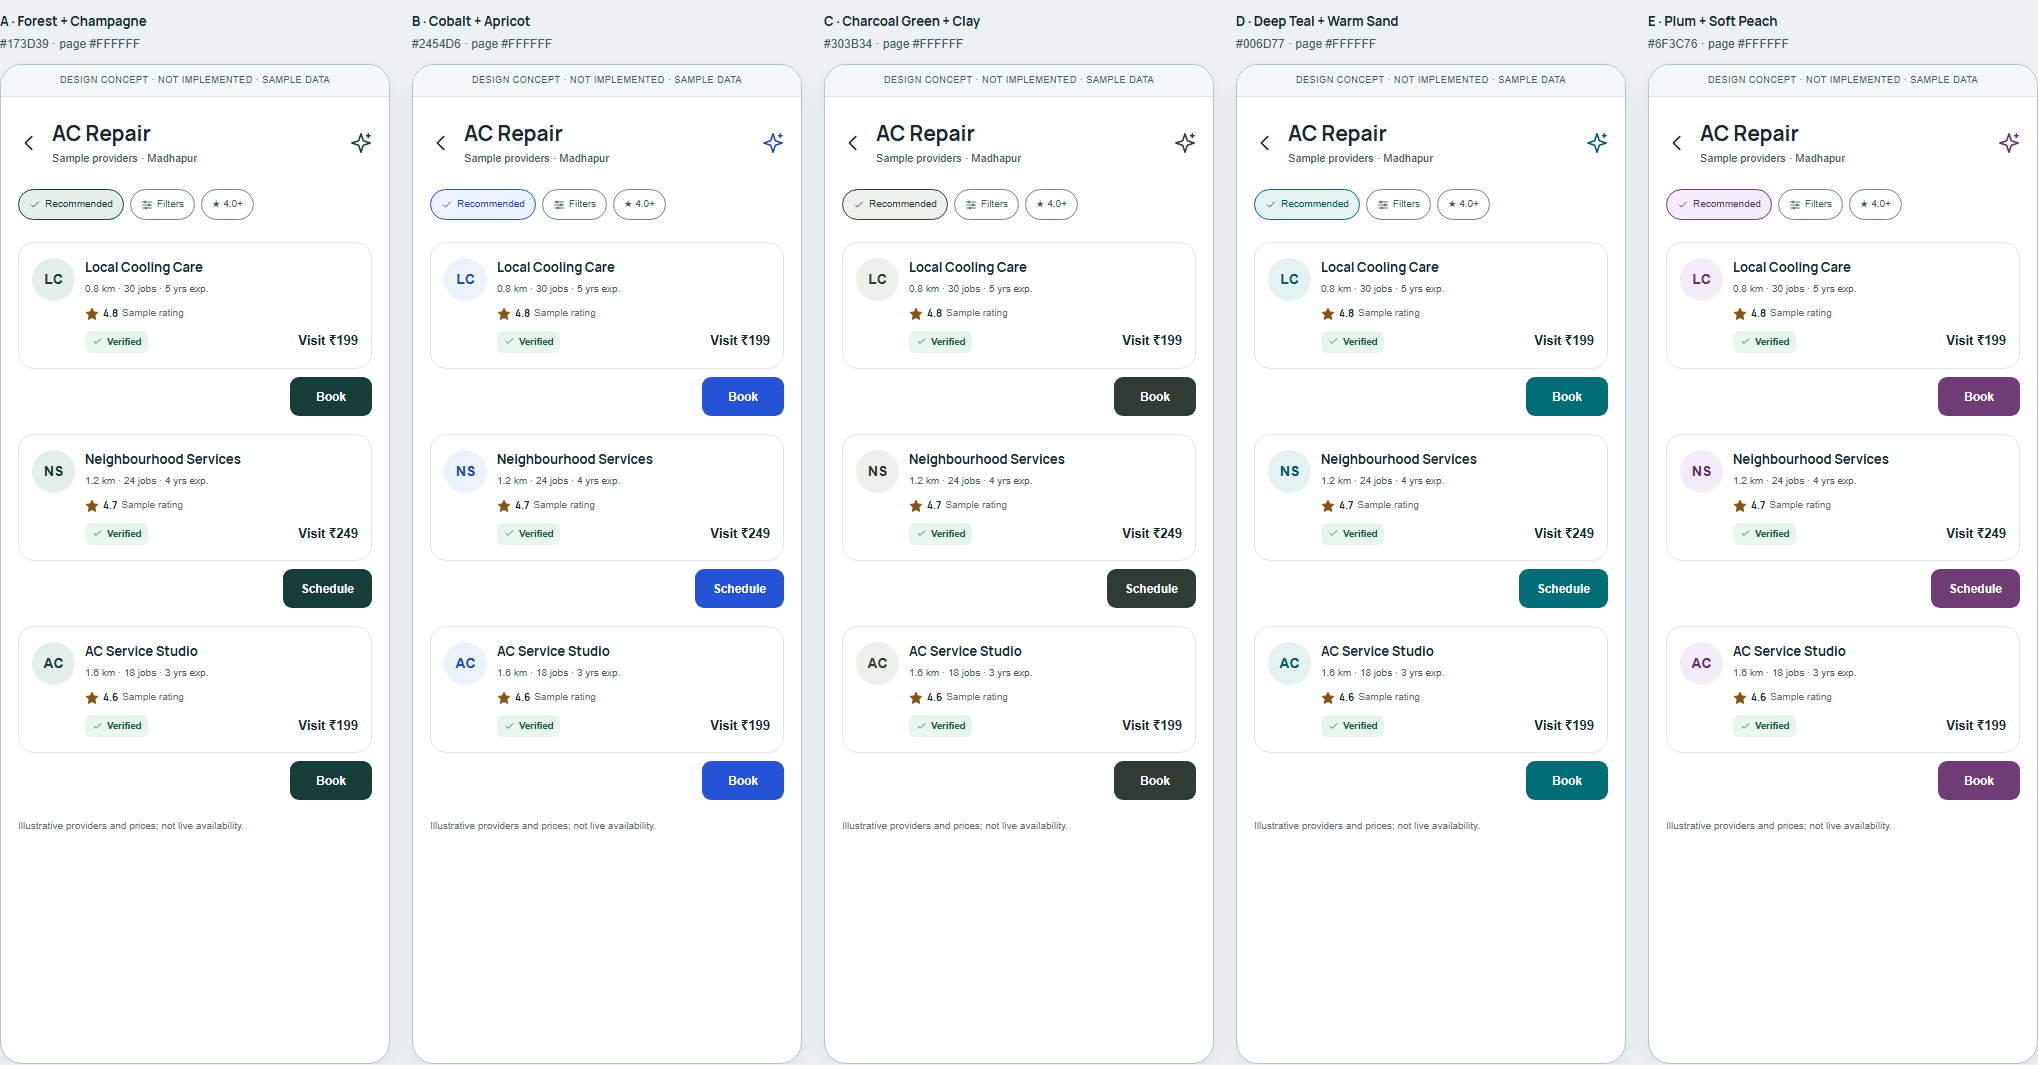 A · Forest + Champagne
#173D39 · page #FFFFFF
DESIGN CONCEPT · NOT IMPLEMENTED · SAMPLE DATA
AC Repair
Sample providers · Madhapur
Recommended
Filters
★ 4.0+
LC
Local Cooling Care
0.8 km · 30 jobs · 5 yrs exp.
4.8 Sample rating
Verified
Visit ₹199
Book
NS
Neighbourhood Services
1.2 km · 24 jobs · 4 yrs exp.
4.7 Sample rating
Verified
Visit ₹249
Schedule
AC
AC Service Studio
1.6 km · 18 jobs · 3 yrs exp.
4.6 Sample rating
Verified
Visit ₹199
Book
Illustrative providers and prices; not live availability.
B · Cobalt + Apricot
#2454D6 · page #FFFFFF
DESIGN CONCEPT · NOT IMPLEMENTED · SAMPLE DATA
AC Repair
Sample providers · Madhapur
Recommended
Filters
★ 4.0+
LC
Local Cooling Care
0.8 km · 30 jobs · 5 yrs exp.
4.8 Sample rating
Verified
Visit ₹199
Book
NS
Neighbourhood Services
1.2 km · 24 jobs · 4 yrs exp.
4.7 Sample rating
Verified
Visit ₹249
Schedule
AC
AC Service Studio
1.6 km · 18 jobs · 3 yrs exp.
4.6 Sample rating
Verified
Visit ₹199
Book
Illustrative providers and prices; not live availability.
C · Charcoal Green + Clay
#303B34 · page #FFFFFF
DESIGN CONCEPT · NOT IMPLEMENTED · SAMPLE DATA
AC Repair
Sample providers · Madhapur
Recommended
Filters
★ 4.0+
LC
Local Cooling Care
0.8 km · 30 jobs · 5 yrs exp.
4.8 Sample rating
Verified
Visit ₹199
Book
NS
Neighbourhood Services
1.2 km · 24 jobs · 4 yrs exp.
4.7 Sample rating
Verified
Visit ₹249
Schedule
AC
AC Service Studio
1.6 km · 18 jobs · 3 yrs exp.
4.6 Sample rating
Verified
Visit ₹199
Book
Illustrative providers and prices; not live availability.
D · Deep Teal + Warm Sand
#006D77 · page #FFFFFF
DESIGN CONCEPT · NOT IMPLEMENTED · SAMPLE DATA
AC Repair
Sample providers · Madhapur
Recommended
Filters
★ 4.0+
LC
Local Cooling Care
0.8 km · 30 jobs · 5 yrs exp.
4.8 Sample rating
Verified
Visit ₹199
Book
NS
Neighbourhood Services
1.2 km · 24 jobs · 4 yrs exp.
4.7 Sample rating
Verified
Visit ₹249
Schedule
AC
AC Service Studio
1.6 km · 18 jobs · 3 yrs exp.
4.6 Sample rating
Verified
Visit ₹199
Book
Illustrative providers and prices; not live availability.
E · Plum + Soft Peach
#6F3C76 · page #FFFFFF
DESIGN CONCEPT · NOT IMPLEMENTED · SAMPLE DATA
AC Repair
Sample providers · Madhapur
Recommended
Filters
★ 4.0+
LC
Local Cooling Care
0.8 km · 30 jobs · 5 yrs exp.
4.8 Sample rating
Verified
Visit ₹199
Book
NS
Neighbourhood Services
1.2 km · 24 jobs · 4 yrs exp.
4.7 Sample rating
Verified
Visit ₹249
Schedule
AC
AC Service Studio
1.6 km · 18 jobs · 3 yrs exp.
4.6 Sample rating
Verified
Visit ₹199
Book
Illustrative providers and prices; not live availability.